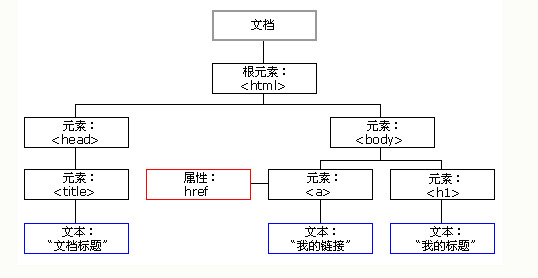 文档
根元素：
<html>
元素：
<head>
元素：
<body>
元素：
<title>
属性：
href
元素：
<a>
元素：
<h1>
文本：
“文档标题”
文本：
“我的链接”
文本：
“我的标题”